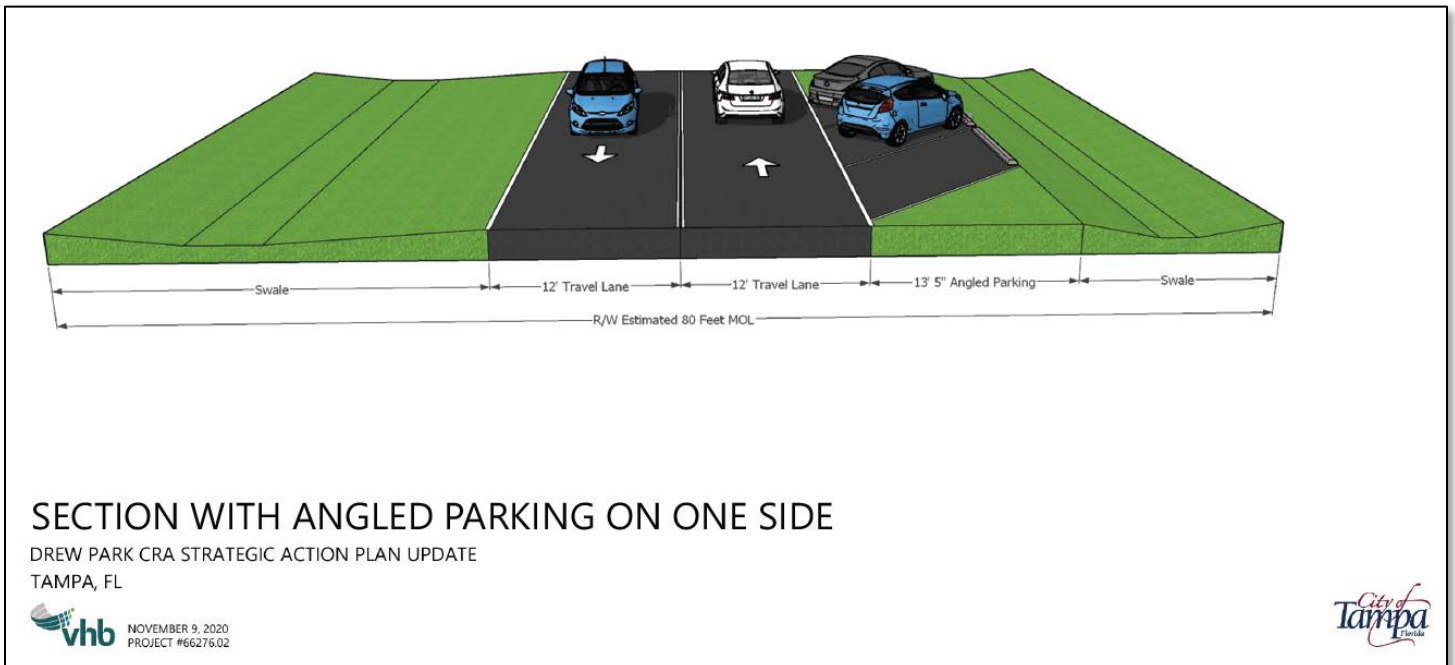 Swale
12' Travel Lane
12' Travel Lane
13' 5" Angled Parking
Swale
R/W Estimated 80 Feet MOL
SECTION WITH ANGLED PARKING ON ONE SIDE
DREW PARK CRA STRATEGIC ACTION PLAN UPDATE
TAMPA, FL
vhb
NOVEMBER 9, 2020
PROJECT #66276.02
City of
Tampa
Florida